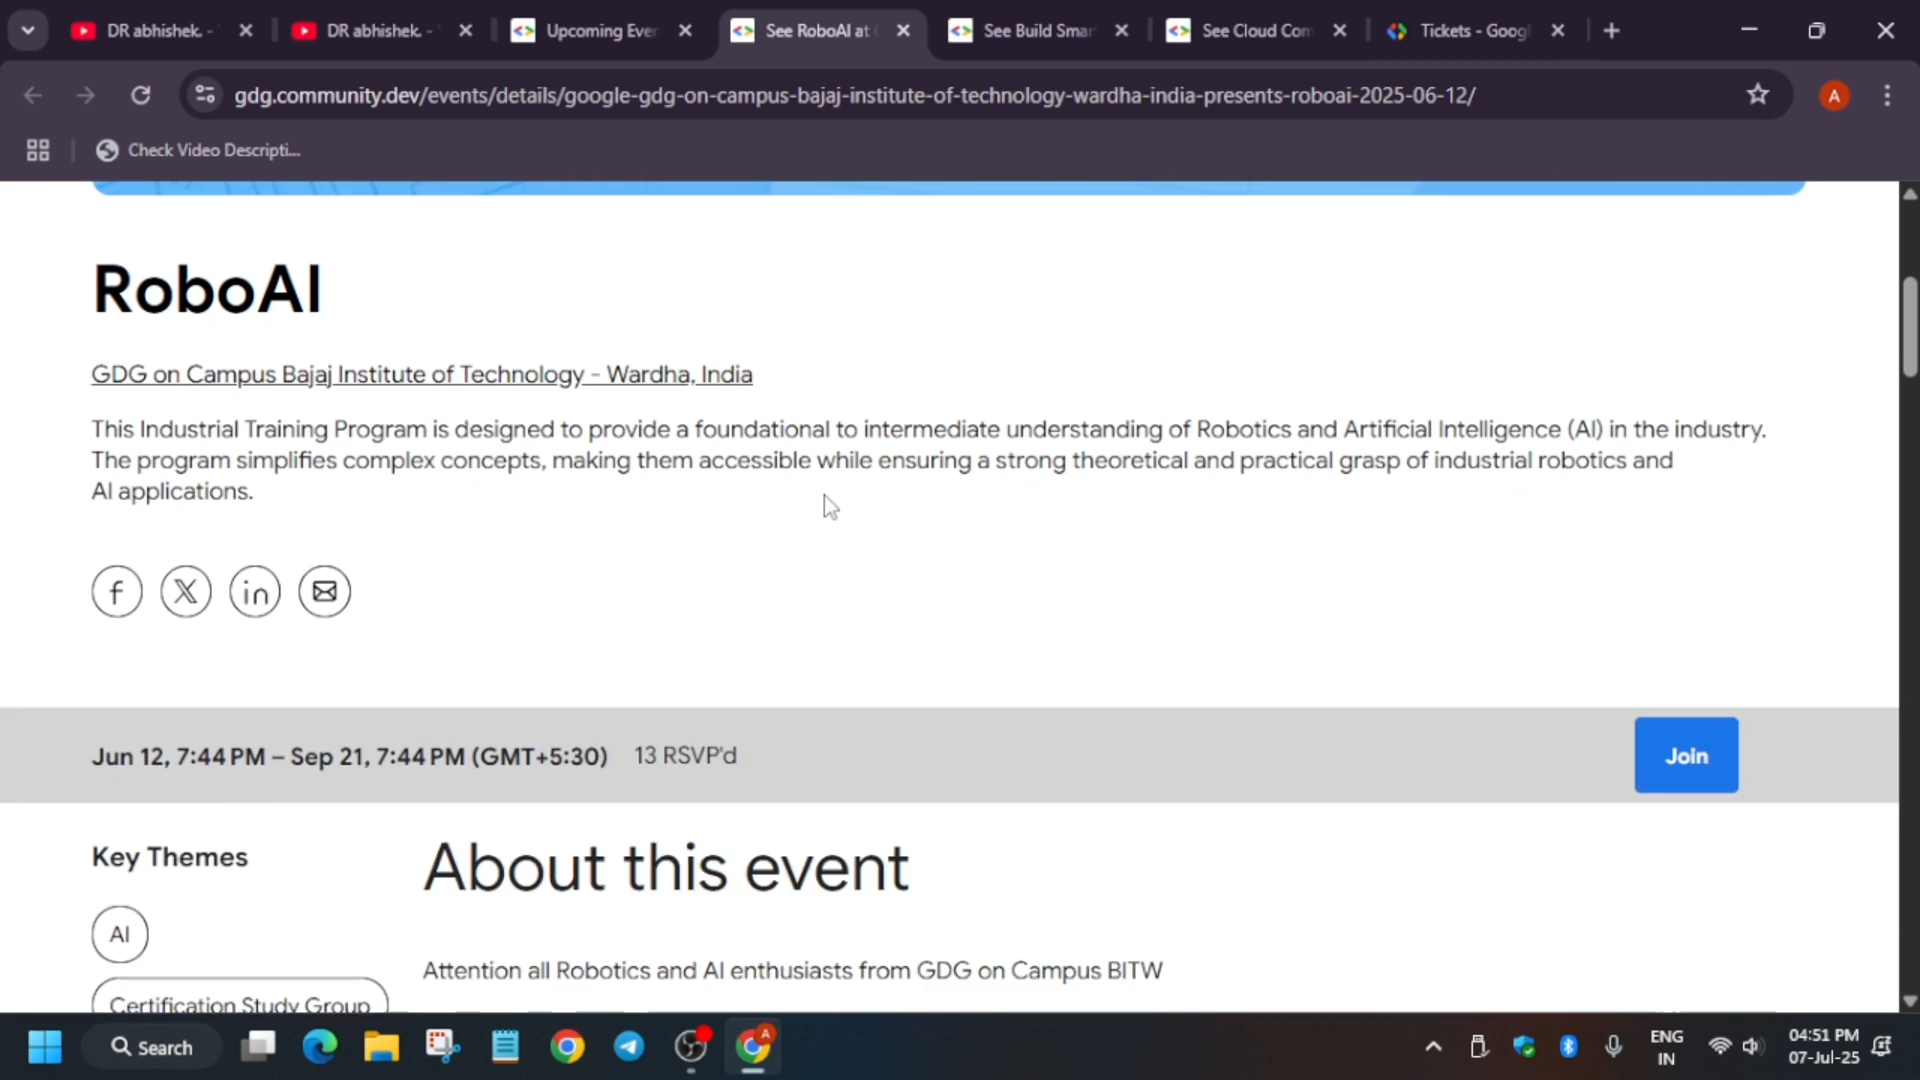 DR abhishek. -
DR abhishek. -
Upcoming Even
See RoboAI at
See Build Smar
See Cloud Com
Tickets - Googl
gdg.community.dev/events/details/google-gdg-on-campus-bajaj-institute-of-technology-wardha-india-presents-roboai-2025-06-12/
A
Check Video Descripti...
RoboAI
GDG on Campus Bajaj Institute of Technology - Wardha, India
This Industrial Training Program is designed to provide a foundational to intermediate understanding of Robotics and Artificial Intelligence (AI) in the industry.
The program simplifies complex concepts, making them accessible while ensuring a strong theoretical and practical grasp of industrial robotics and
AI applications.
Jun 12, 7:44 PM – Sep 21, 7:44 PM (GMT+5:30) 13 RSVP'd
Join
Key Themes
About this event
AI
Attention all Robotics and AI enthusiasts from GDG on Campus BITW
Certification Study Group
Search
A
ENG
IN
04:51 PM
07-Jul-25